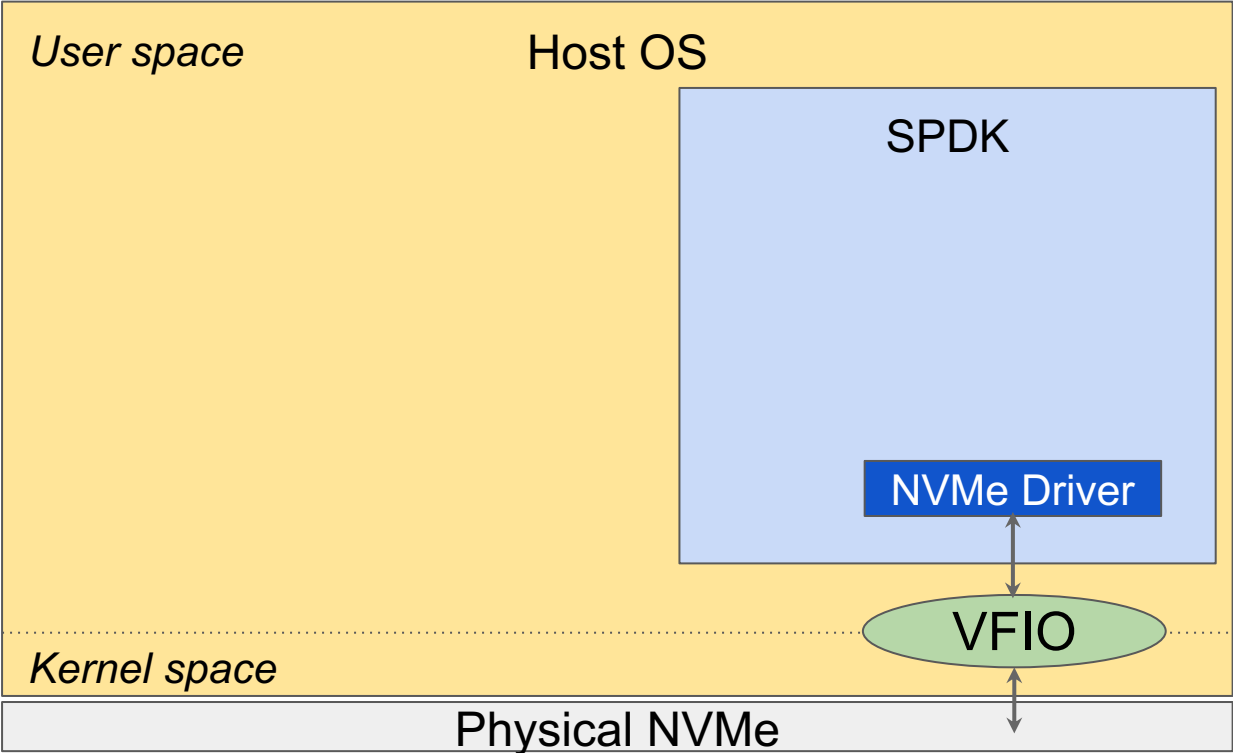 User space
Host OS
SPDK
NVMe Driver
VFIO
Kernel space
Physical NVMe